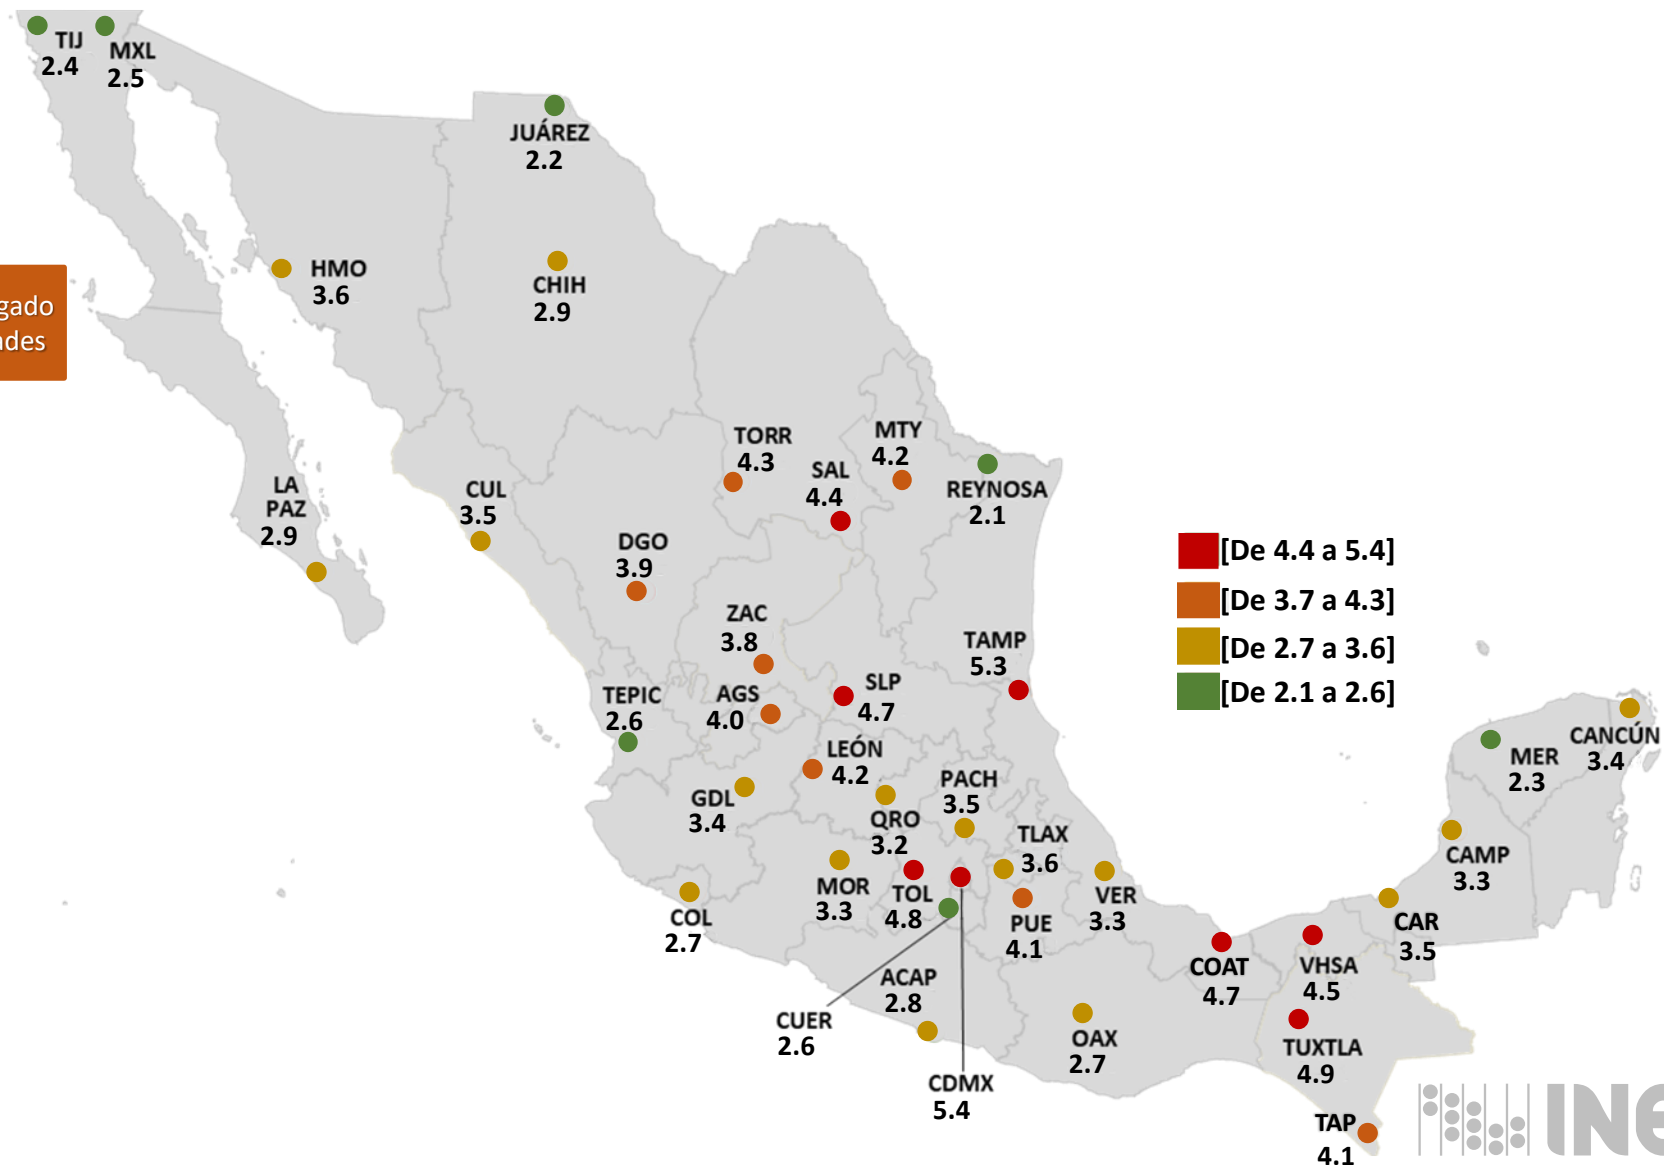 TIJ
2.4
MXL
2.5
JUÁREZ
2.2
HMO
3.6
CHIH
2.9
TORR
4.3
MTY
4.2
SAL
4.4
REYNOSA
2.1
LA
PAZ
2.9
CUL
3.5
DGO
3.9
[De 4.4 a 5.4]
[De 3.7 a 4.3]
[De 2.7 a 3.6]
[De 2.1 a 2.6]
ZAC
3.8
TAMP
5.3
TEPIC
2.6
AGS
4.0
SLP
4.7
LEÓN
4.2
CANCÚN
3.4
MER
2.3
GDL
3.4
PACH
3.5
QRO
3.2
TLAX
3.6
CAMP
3.3
MOR
3.3
TOL
4.8
VER
3.3
COL
2.7
PUE
4.1
CAR
3.5
COAT
4.7
VHSA
4.5
ACAP
2.8
CUER
2.6
OAX
2.7
TUXTLA
4.9
CDMX
5.4
TAP
4.1